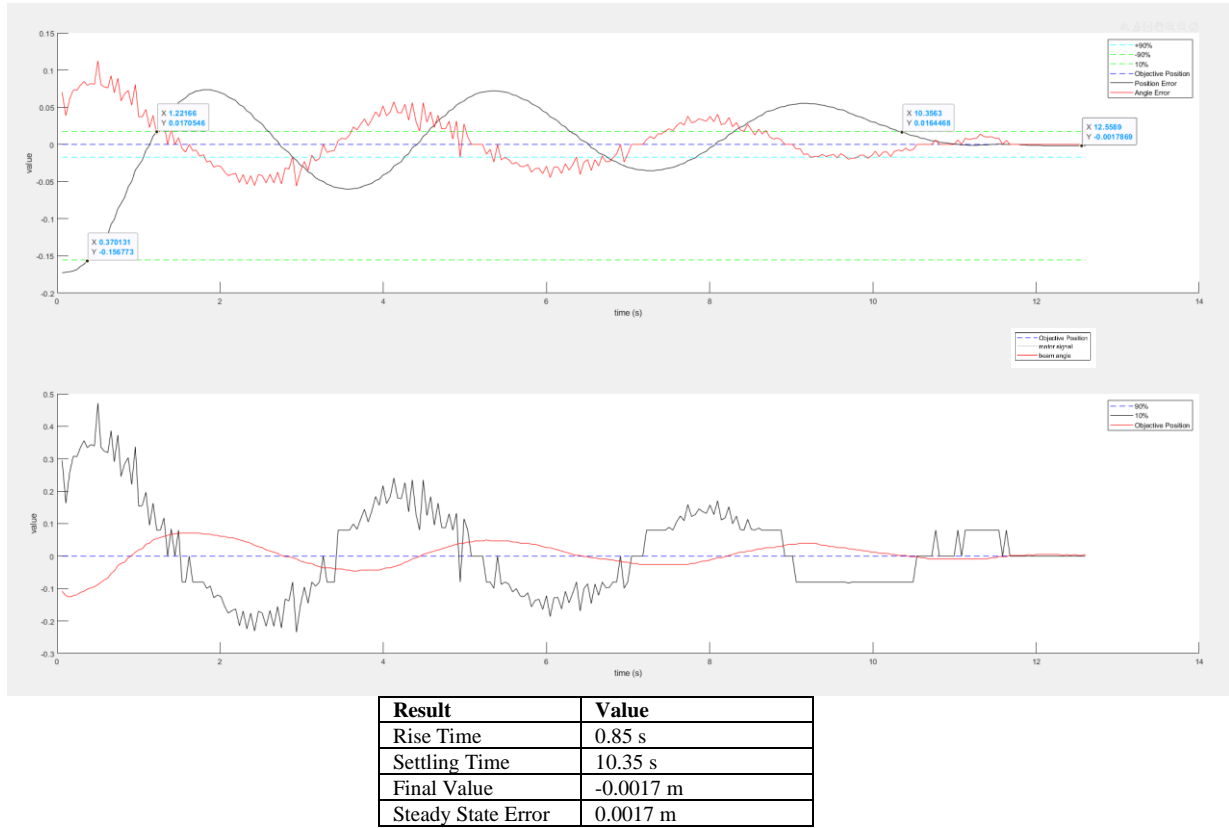 0.15
0.1
0.05
0
-0.05
-0.1
-0.15
-0.2
value
0 2 4 6 8 10 12 14
time (s)
+90%
-90%
10%
Objective Position
Position Error
Angle Error
X 1.22166
Y 0.0170546
X 0.370131
Y -0.156773
X 10.3563
Y 0.0164468
X 12.5589
Y -0.0017869
Objective Position
motor signal
beam angle
0.5
0.4
0.3
0.2
0.1
0
-0.1
-0.2
-0.3
value
0 2 4 6 8 10 12 14
time (s)
90%
10%
Objective Position
Result Value
Rise Time 0.85 s
Settling Time 10.35 s
Final Value -0.0017 m
Steady State Error 0.0017 m